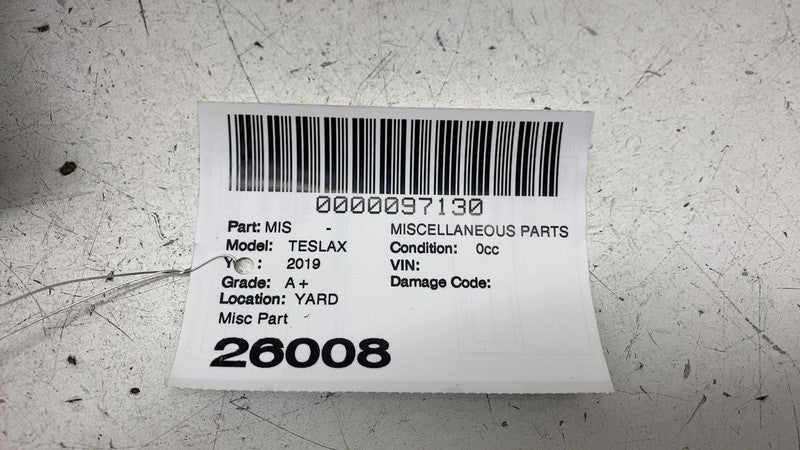 0000097130
Part: MIS - MISCELLANEOUS PARTS
Model: TESLAX Condition: 0cc
Y : 2019 VIN:
Grade: A+ Damage Code:
Location: YARD
Misc Part
26008